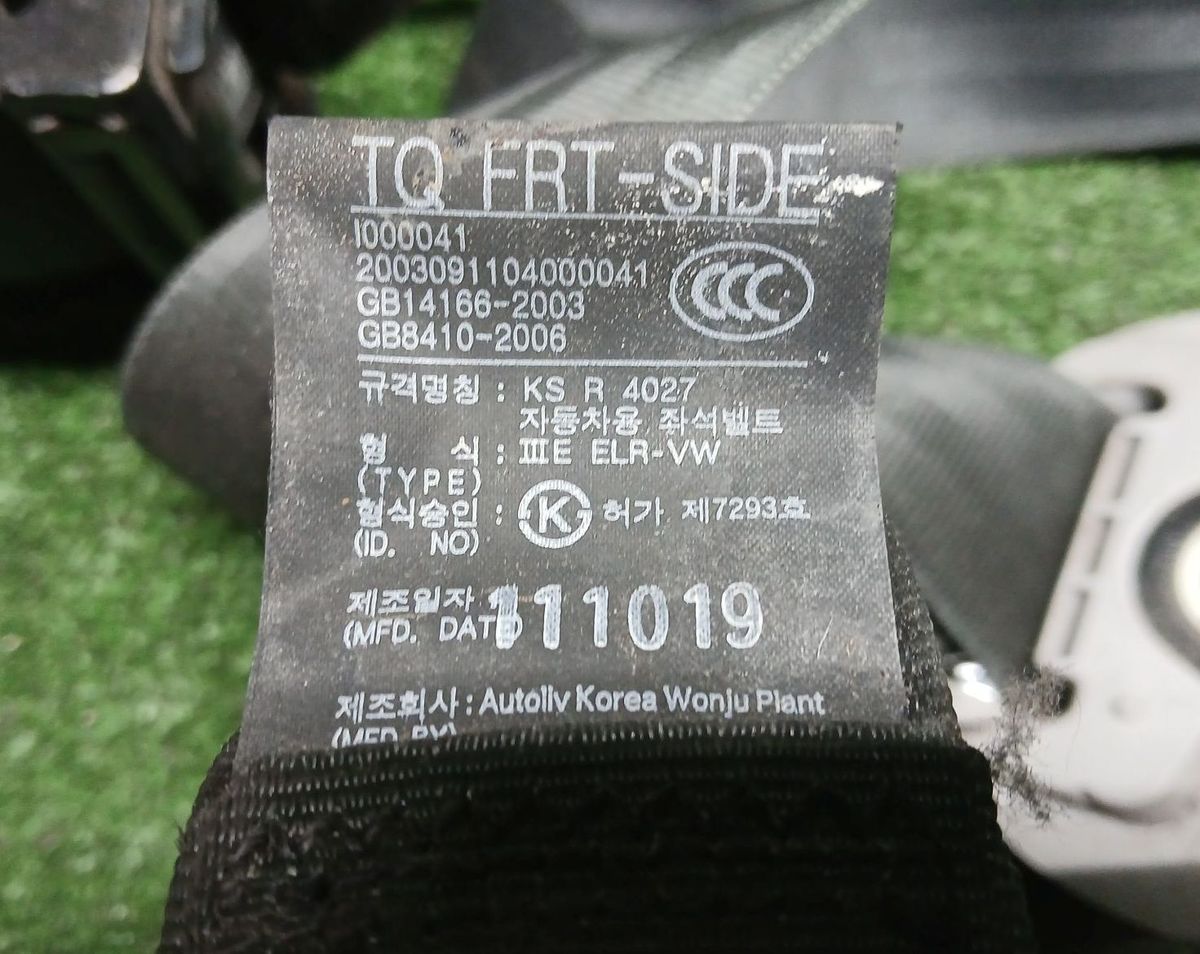 TQ FRT-SIDE
I000041
2003091104000041
GB14166-2003
GB8410-2006
CCC
규격명칭 : KS R 4027
자동차용 좌석벨트
형 식 : ⅢE ELR-VW
(TYPE)
형식승인 : K 허가 제7293호
(ID. NO)
제조일자 111019
(MFD. DATE)
제조회사 : Autoliv Korea Wonju Plant
(MFD BY)